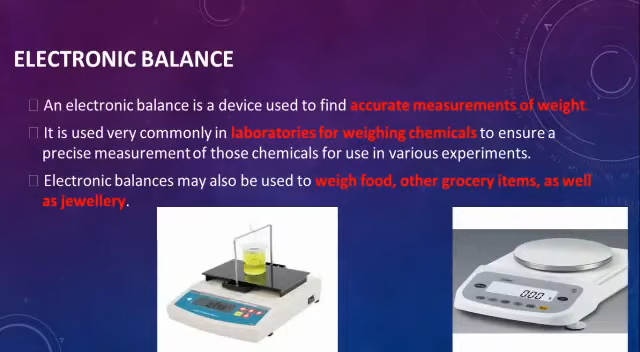 ELECTRONIC BALANCE
An electronic balance is a device used to find accurate measurements of weight.
It is used very commonly in laboratories for weighing chemicals to ensure a
precise measurement of those chemicals for use in various experiments.
Electronic balances may also be used to weigh food, other grocery items, as well
as jewellery.
000